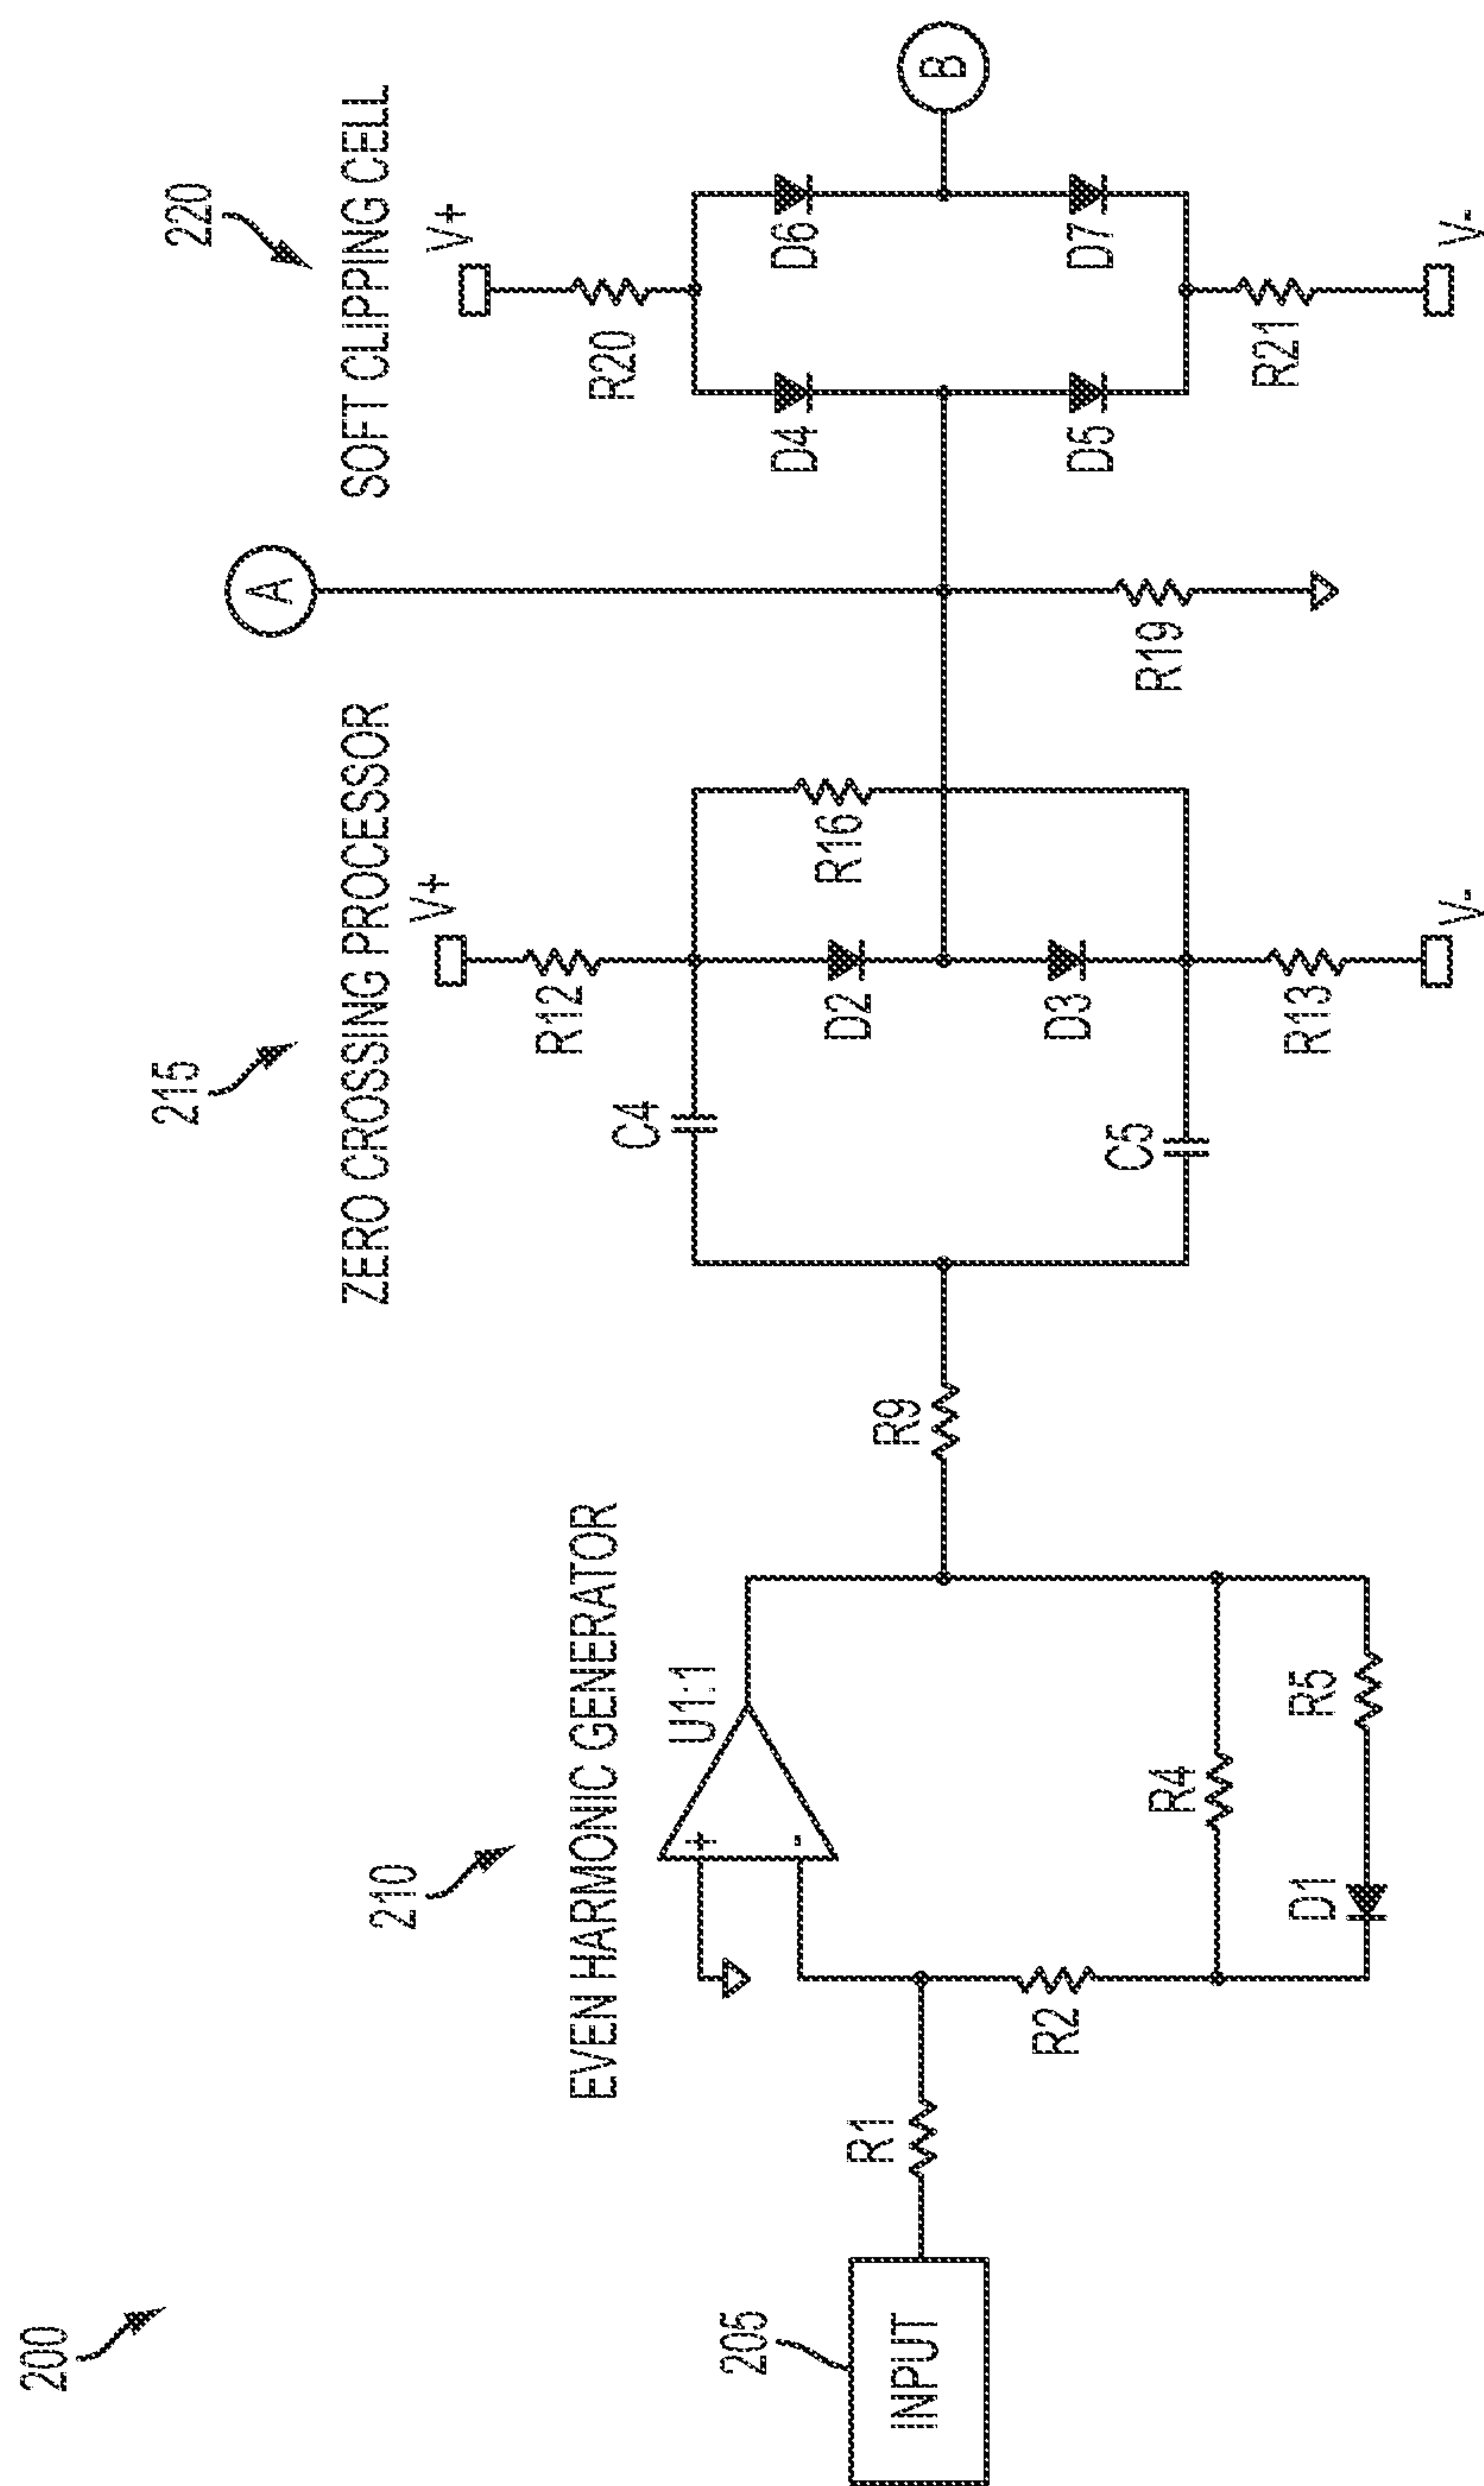 200
205
INPUT
R1
210
EVEN HARMONIC GENERATOR
U1:1
+
-
R2
R4
D1
R5
R9
215
ZERO CROSSING PROCESSOR
V+
R12
C4
C5
D2
D3
R16
R13
V-
A
R19
220
SOFT CLIPPING CELL
V+
R20
D4
D6
D5
D7
R21
V-
B